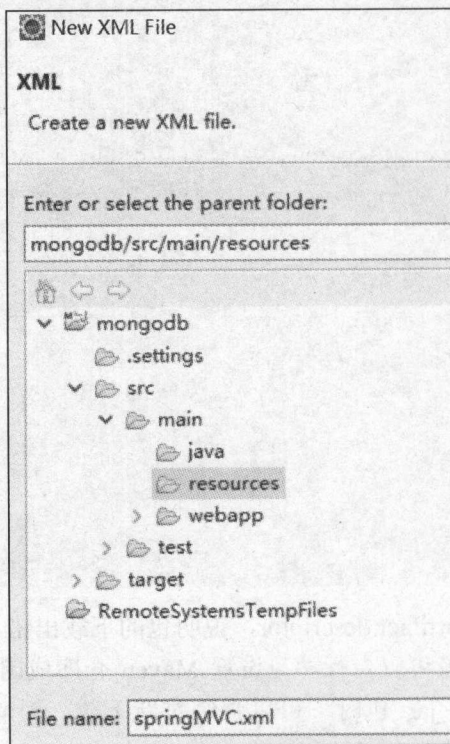 New XML File
XML
Create a new XML file.
Enter or select the parent folder:
mongodb/src/main/resources
mongodb
.settings
src
main
java
resources
webapp
test
target
RemoteSystemsTempFiles
File name: springMVC.xml